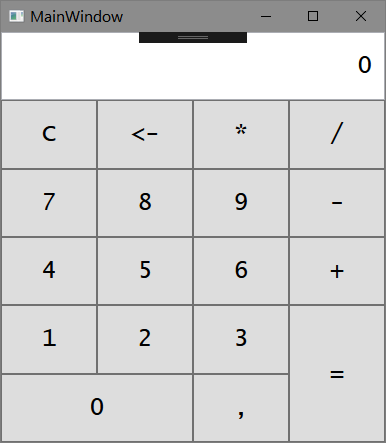 MainWindow
0
C <- * /
7 8 9 -
4 5 6 +
1 2 3
=
0 ,